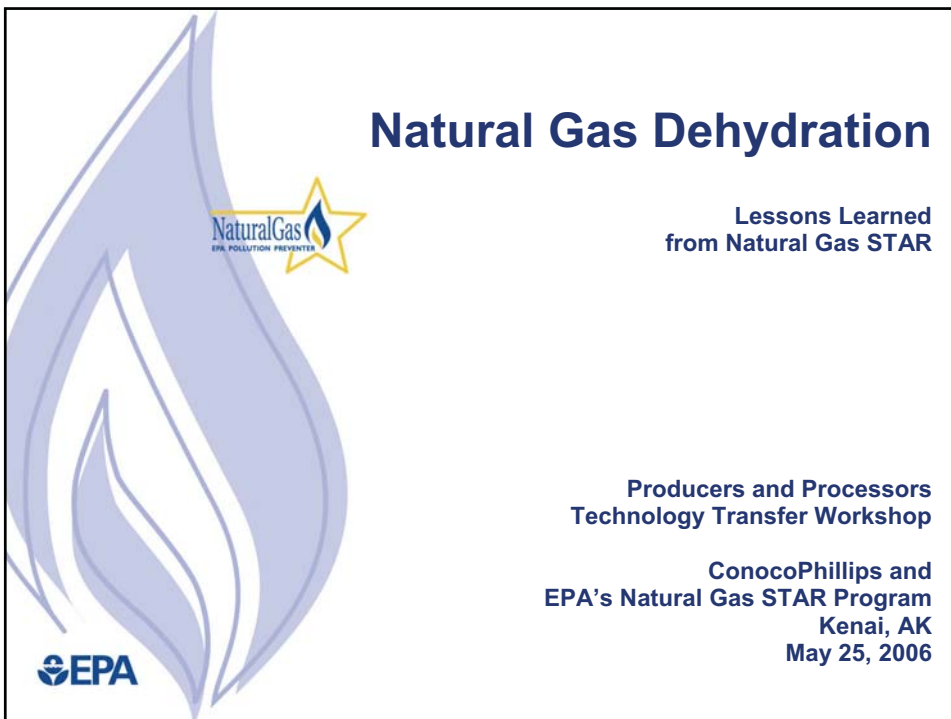 Natural Gas Dehydration
Lessons Learned
from Natural Gas STAR
NaturalGas
EPA POLLUTION PREVENTER
Producers and Processors
Technology Transfer Workshop
ConocoPhillips and
EPA's Natural Gas STAR Program
Kenai, AK
May 25, 2006
EPA